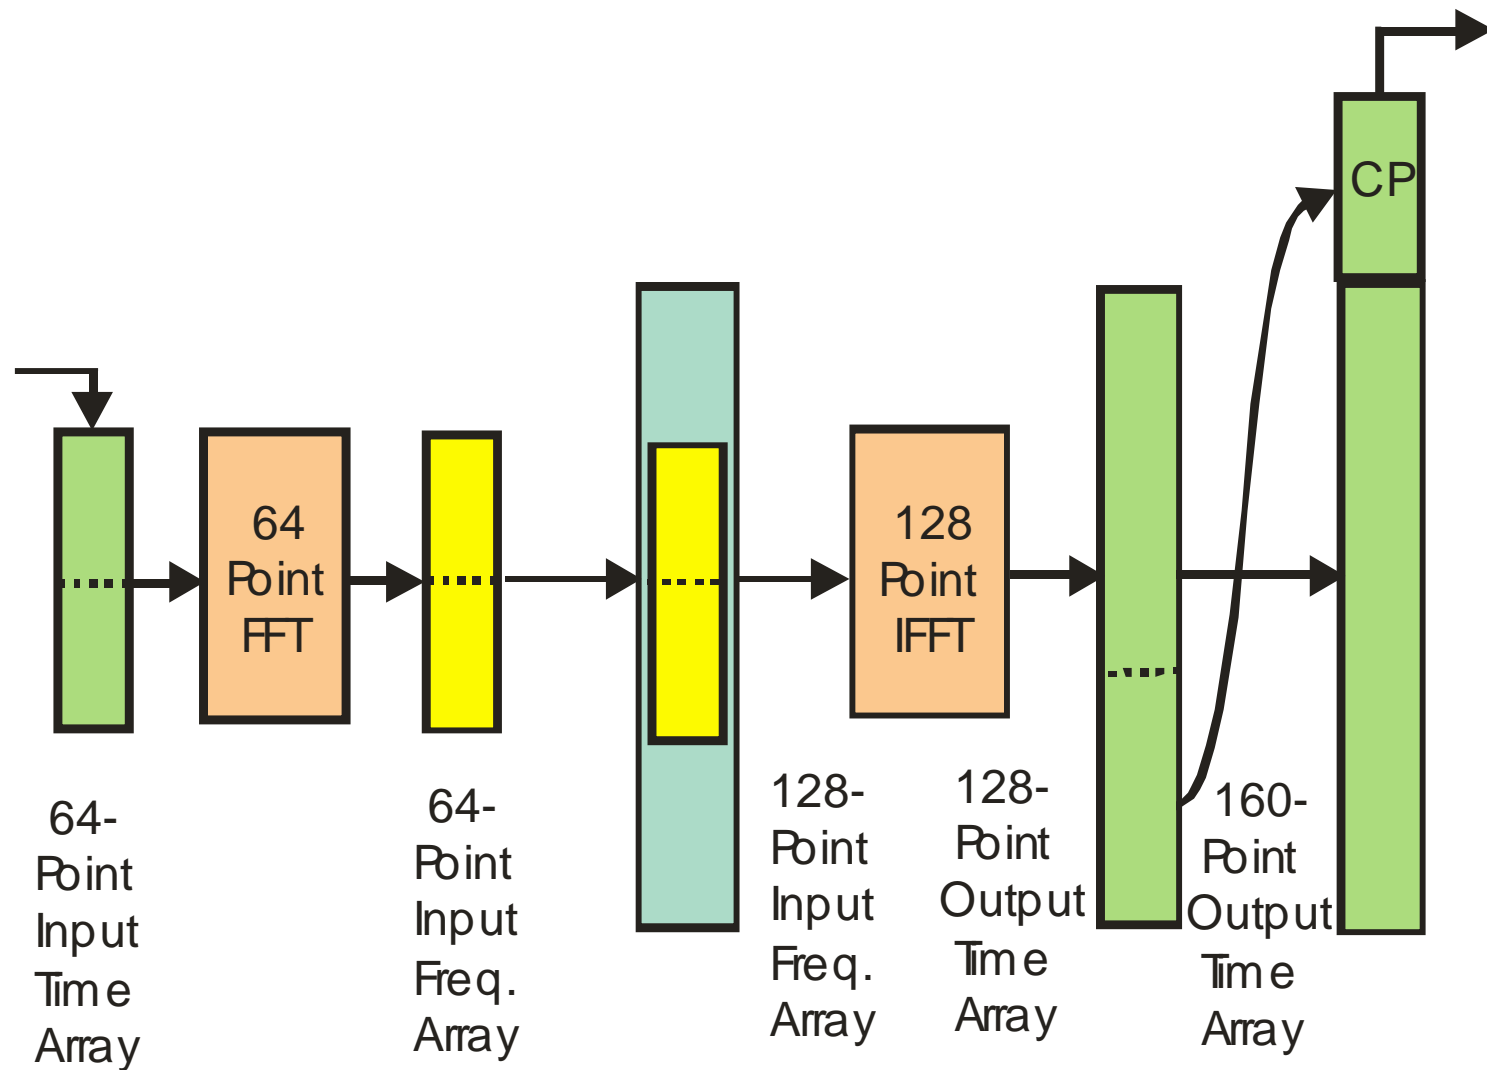 CP
64
Point
FFT
128
Point
IFFT
64-
Point
Input
Time
Array
64-
Point
Input
Freq.
Array
128-
Point
Input
Freq.
Array
128-
Point
Output
Time
Array
160-
Point
Output
Time
Array